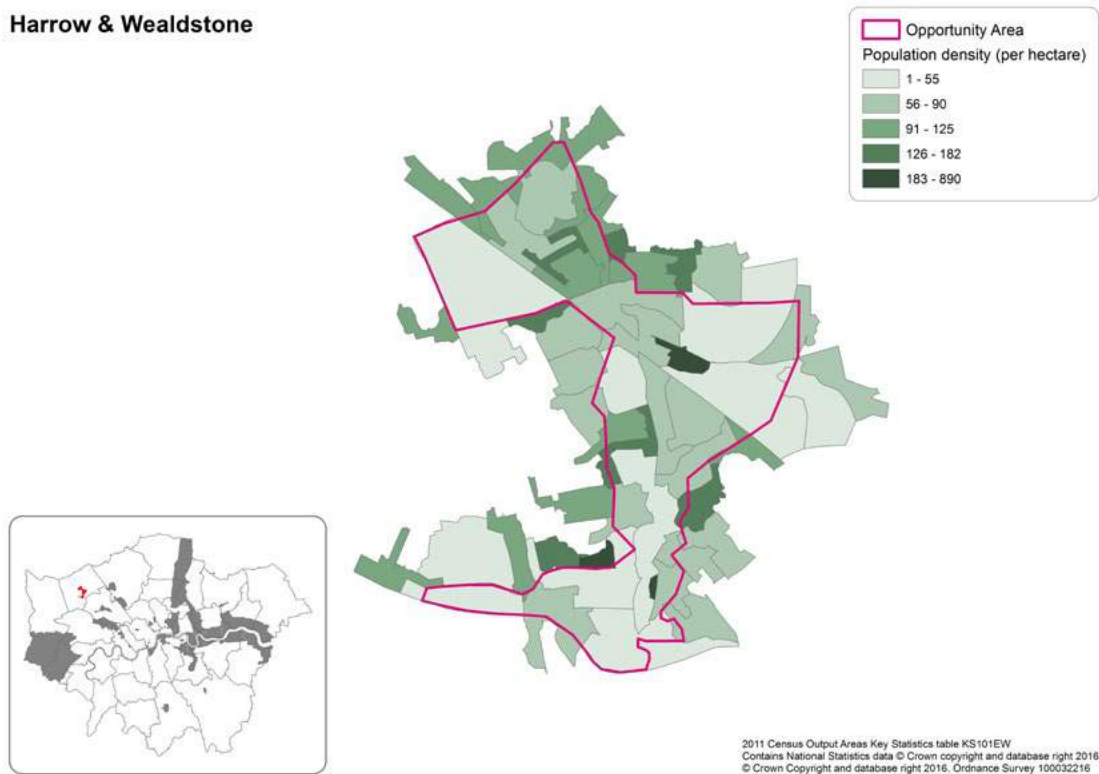 Harrow & Wealdstone
Opportunity Area
Population density (per hectare)
1 - 55
56 - 90
91 - 125
126 - 182
183 - 890
2011 Census Output Areas Key Statistics table KS101EW
Contains National Statistics data © Crown copyright and database right 2016
© Crown Copyright and database right 2016. Ordnance Survey 100032216